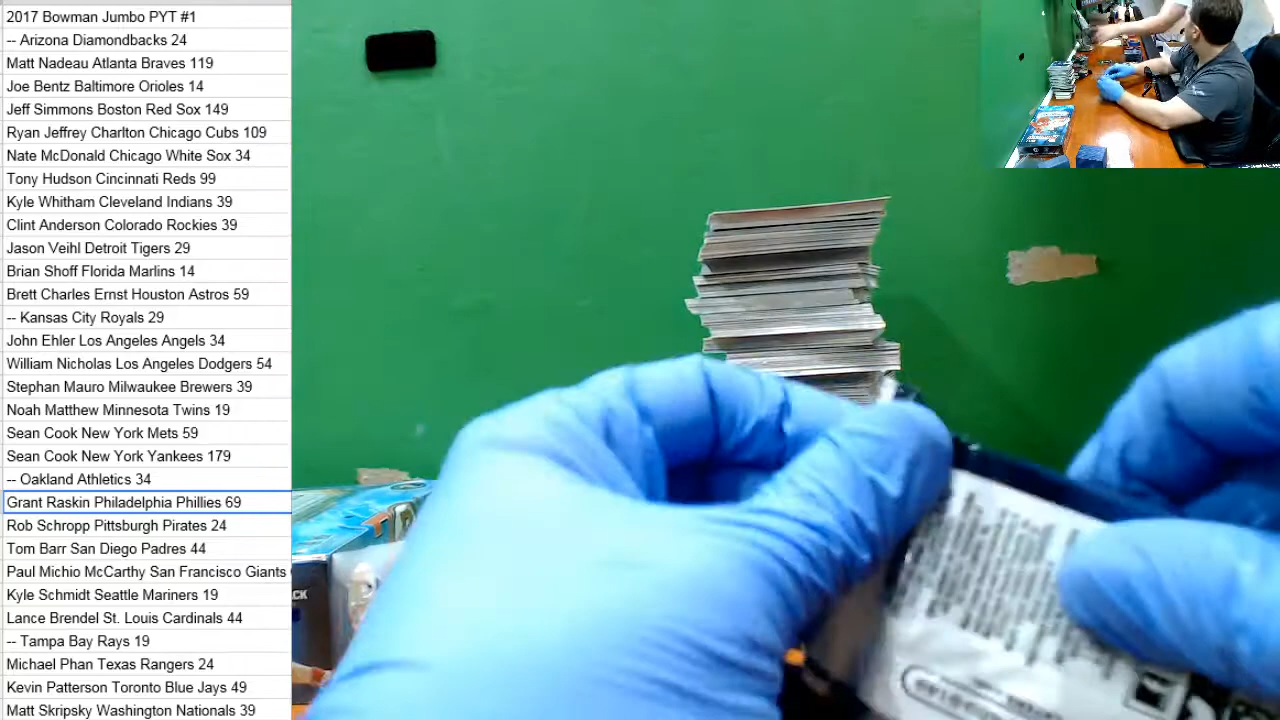 2017 Bowman Jumbo PYT #1
-- Arizona Diamondbacks 24
Matt Nadeau Atlanta Braves 119
Joe Bentz Baltimore Orioles 14
Jeff Simmons Boston Red Sox 149
Ryan Jeffrey Charlton Chicago Cubs 109
Nate McDonald Chicago White Sox 34
Tony Hudson Cincinnati Reds 99
Kyle Whitham Cleveland Indians 39
Clint Anderson Colorado Rockies 39
Jason Veihl Detroit Tigers 29
Brian Shoff Florida Marlins 14
Brett Charles Ernst Houston Astros 59
-- Kansas City Royals 29
John Ehler Los Angeles Angels 34
William Nicholas Los Angeles Dodgers 54
Stephan Mauro Milwaukee Brewers 39
Noah Matthew Minnesota Twins 19
Sean Cook New York Mets 59
Sean Cook New York Yankees 179
-- Oakland Athletics 34
Grant Raskin Philadelphia Phillies 69
Rob Schropp Pittsburgh Pirates 24
Tom Barr San Diego Padres 44
Paul Michio McCarthy San Francisco Giants
Kyle Schmidt Seattle Mariners 19
Lance Brendel St. Louis Cardinals 44
-- Tampa Bay Rays 19
Michael Phan Texas Rangers 24
Kevin Patterson Toronto Blue Jays 49
Matt Skripsky Washington Nationals 39